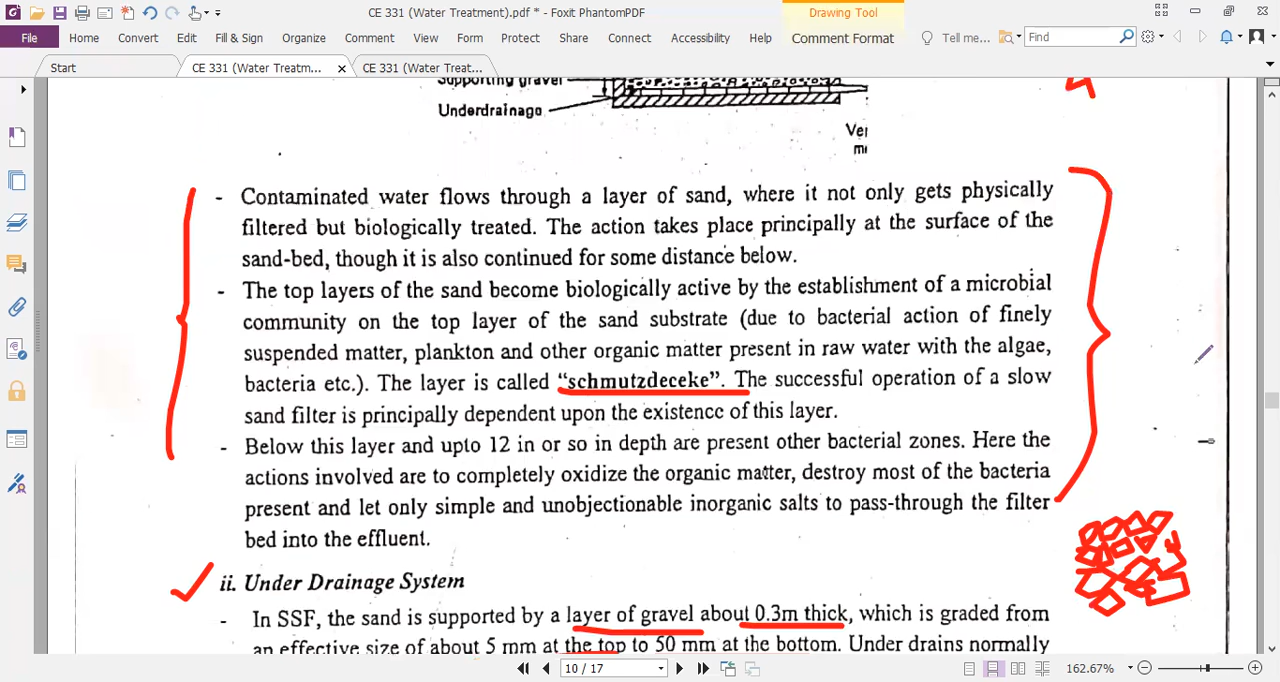 CE 331 (Water Treatment).pdf * - Foxit PhantomPDF
Drawing Tool
File Home Convert Edit Fill & Sign Organize Comment View Form Protect Share Connect Accessibility Help Comment Format Tell me... Find
Start CE 331 (Water Treatm... CE 331 (Water Treat...
Supporting gravel
Underdrainago
Ver
m
- Contaminated water flows through a layer of sand, where it not only gets physically
filtered but biologically treated. The action takes place principally at the surface of the
sand-bed, though it is also continued for some distance below.
- The top layers of the sand become biologically active by the establishment of a microbial
community on the top layer of the sand substrate (due to bacterial action of finely
suspended matter, plankton and other organic matter present in raw water with the algae,
bacteria etc.). The layer is called "schmutzdeceke". The successful operation of a slow
sand filter is principally dependent upon the existence of this layer.
- Below this layer and upto 12 in or so in depth are present other bacterial zones. Here the
actions involved are to completely oxidize the organic matter, destroy most of the bacteria
present and let only simple and unobjectionable inorganic salts to pass-through the filter
bed into the effluent.
ii. Under Drainage System
- In SSF, the sand is supported by a layer of gravel about 0.3m thick, which is graded from
an effective size of about 5 mm at the top to 50 mm at the bottom. Under drains normally
10 / 17
162.67%